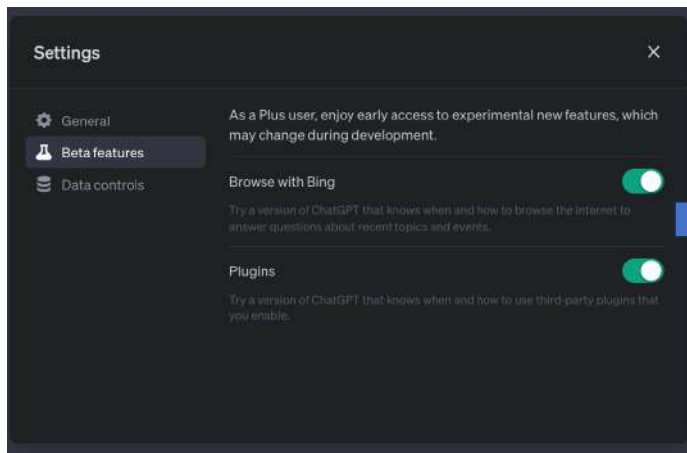 Settings
General
Beta features
Data controls
As a Plus user, enjoy early access to experimental new features, which
may change during development.
Browse with Bing
Try a version of ChatGPT that knows when and how to browse the internet to
answer questions about recent topics and events.
Plugins
Try a version of ChatGPT that knows when and how to use third-party plugins that
you enable.